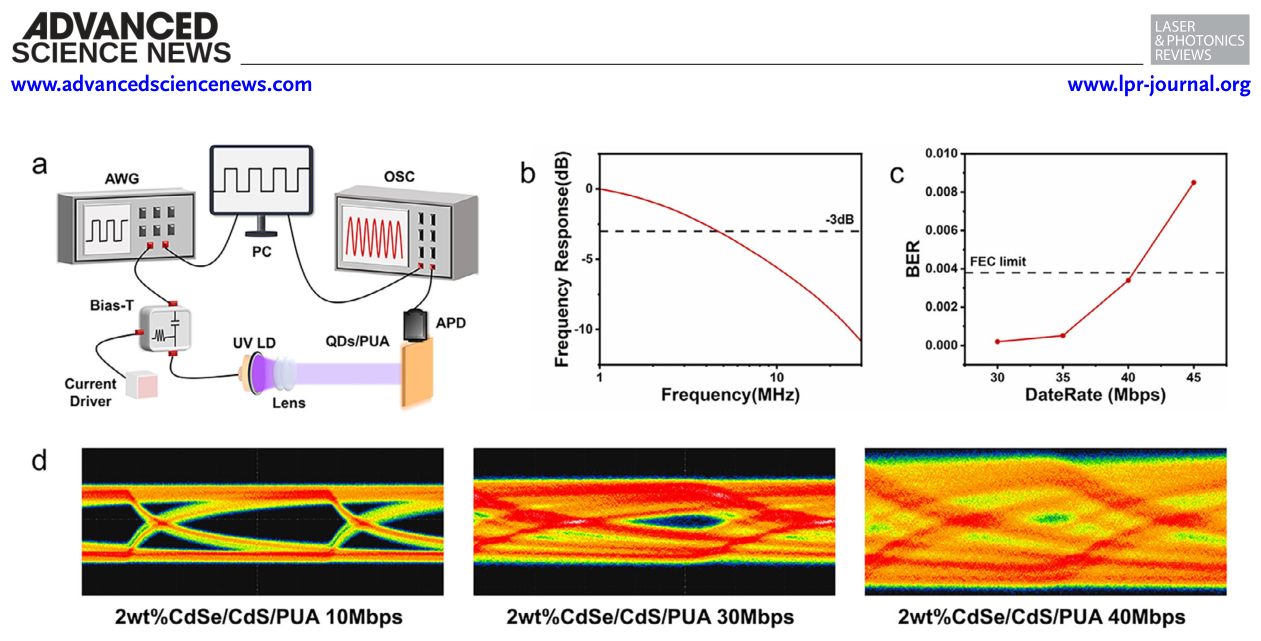 ADVANCED
SCIENCE NEWS
LASER
& PHOTONICS
REVIEWS
www.advancedsciencenews.com
www.lpr-journal.org
a
AWG
PC
OSC
Bias-T
Current
Driver
UV LD
Lens
QDs/PUA
APD
b
Frequency Response(dB)
0
-5
-10
-3dB
1
10
Frequency(MHz)
c
BER
0.010
0.008
0.006
0.004
0.002
0.000
FEC limit
30
35
40
45
DateRate (Mbps)
d
2wt%CdSe/CdS/PUA 10Mbps
2wt%CdSe/CdS/PUA 30Mbps
2wt%CdSe/CdS/PUA 40Mbps